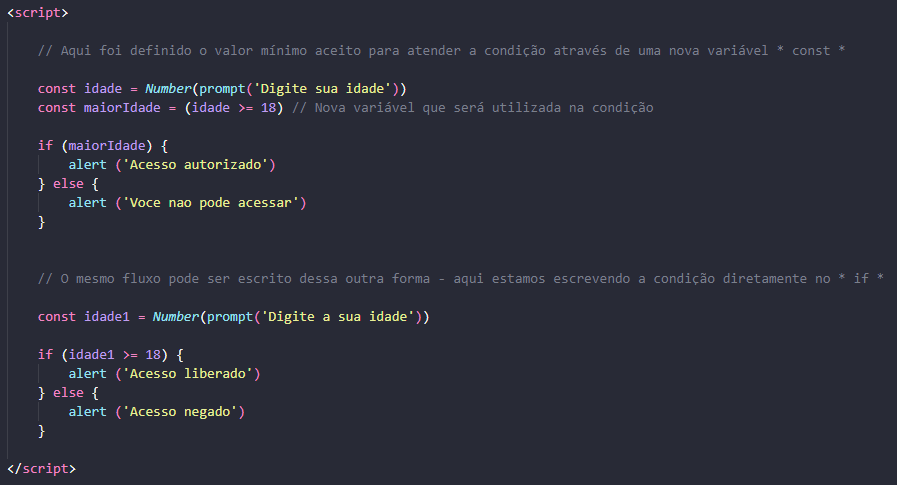 <script>
// Aqui foi definido o valor mínimo aceito para atender a condição através de uma nova variável * const *
const idade = Number(prompt('Digite sua idade'))
const maiorIdade = (idade >= 18) // Nova variável que será utilizada na condição
if (maiorIdade) {
alert ('Acesso autorizado')
} else {
alert ('Voce nao pode acessar')
}
// O mesmo fluxo pode ser escrito dessa outra forma - aqui estamos escrevendo a condição diretamente no * if *
const idade1 = Number(prompt('Digite a sua idade'))
if (idade1 >= 18) {
alert ('Acesso liberado')
} else {
alert ('Acesso negado')
}
</script>